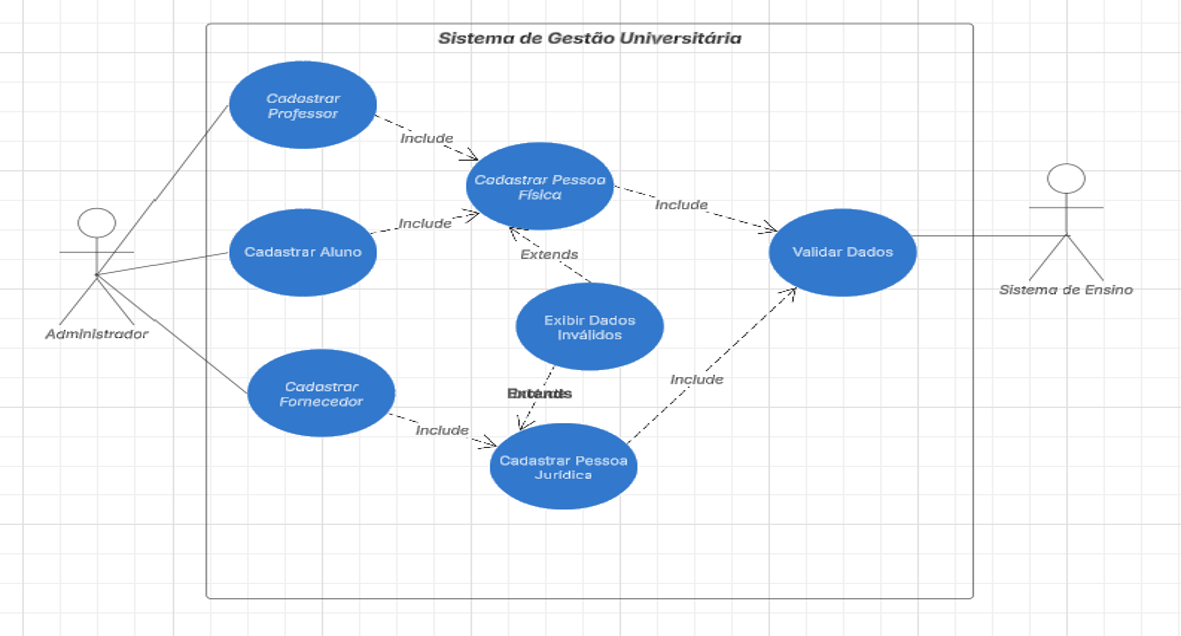 Sistema de Gestão Universitária
Cadastrar
Professor
Include
Cadastrar Pessoa
Física
Include
Include
Cadastrar Aluno
Extends
Validar Dados
Sistema de Ensino
Administrador
Exibir Dados
Inválidos
Include
Cadastrar
Fornecedor
Include
Cadastrar Pessoa
Jurídica